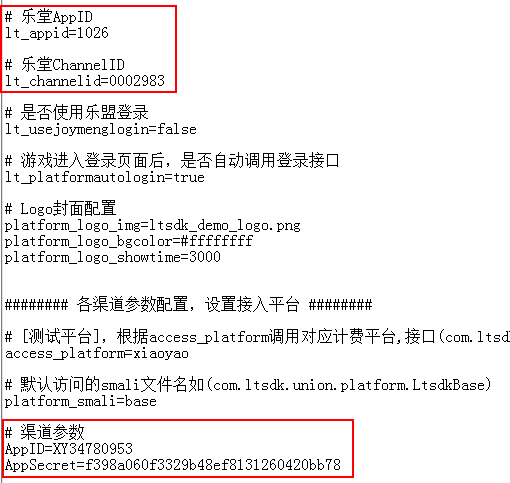 # 乐堂AppID
lt_appid=1026
# 乐堂ChannelID
lt_channelid=0002983
# 是否使用乐盟登录
lt_usejoymenglogin=false
# 游戏进入登录页面后，是否自动调用登录接口
lt_platformautologin=true
# Logo封面配置
platform_logo_img=ltsdk_demo_logo.png
platform_logo_bgcolor=#ffffffff
platform_logo_showtime=3000
######## 各渠道参数配置，设置接入平台 ########
# [测试平台]，根据access_platform调用对应计费平台,接口(com.ltsd
access_platform=xiaoyao
# 默认访问的smali文件名如(com.ltsdk.union.platform.LtsdkBase)
platform_smali=base
# 渠道参数
AppID=XY34780953
AppSecret=f398a060f3329b48ef8131260420bb78